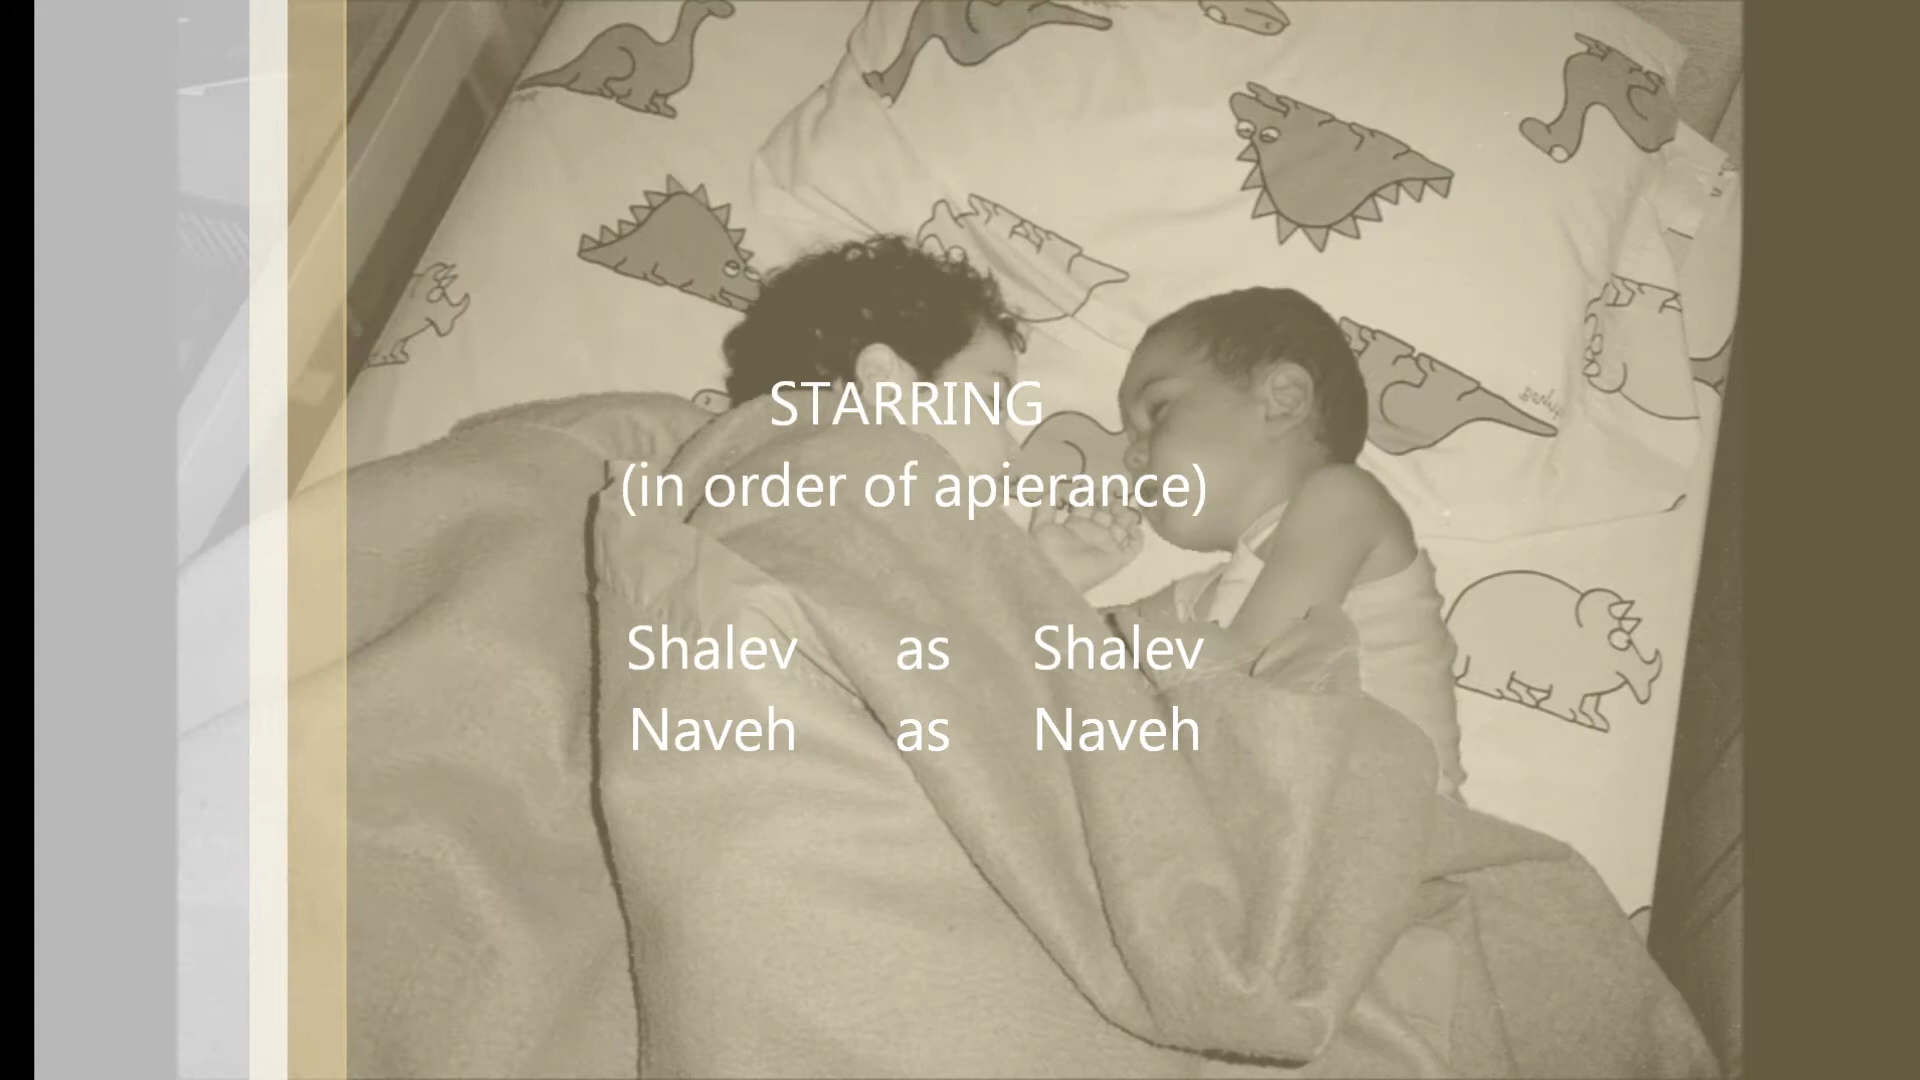 STARRING
(in order of apierance)
Shalev as Shalev
Naveh as Naveh